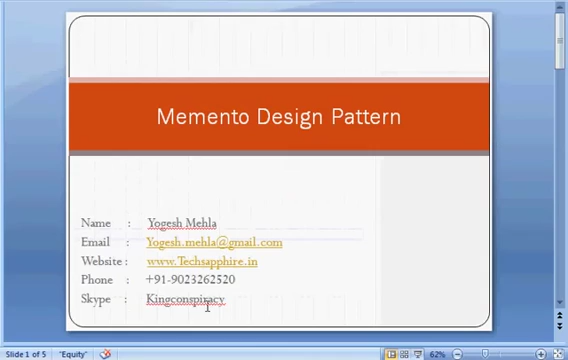 Memento Design Pattern
Name : Yogesh Mehla
Email : Yogesh.mehla@gmail.com
Website : www.Techsapphire.in
Phone : +91-9023262520
Skype : Kingconspiracy
Slide 1 of 5 "Equity" 62%